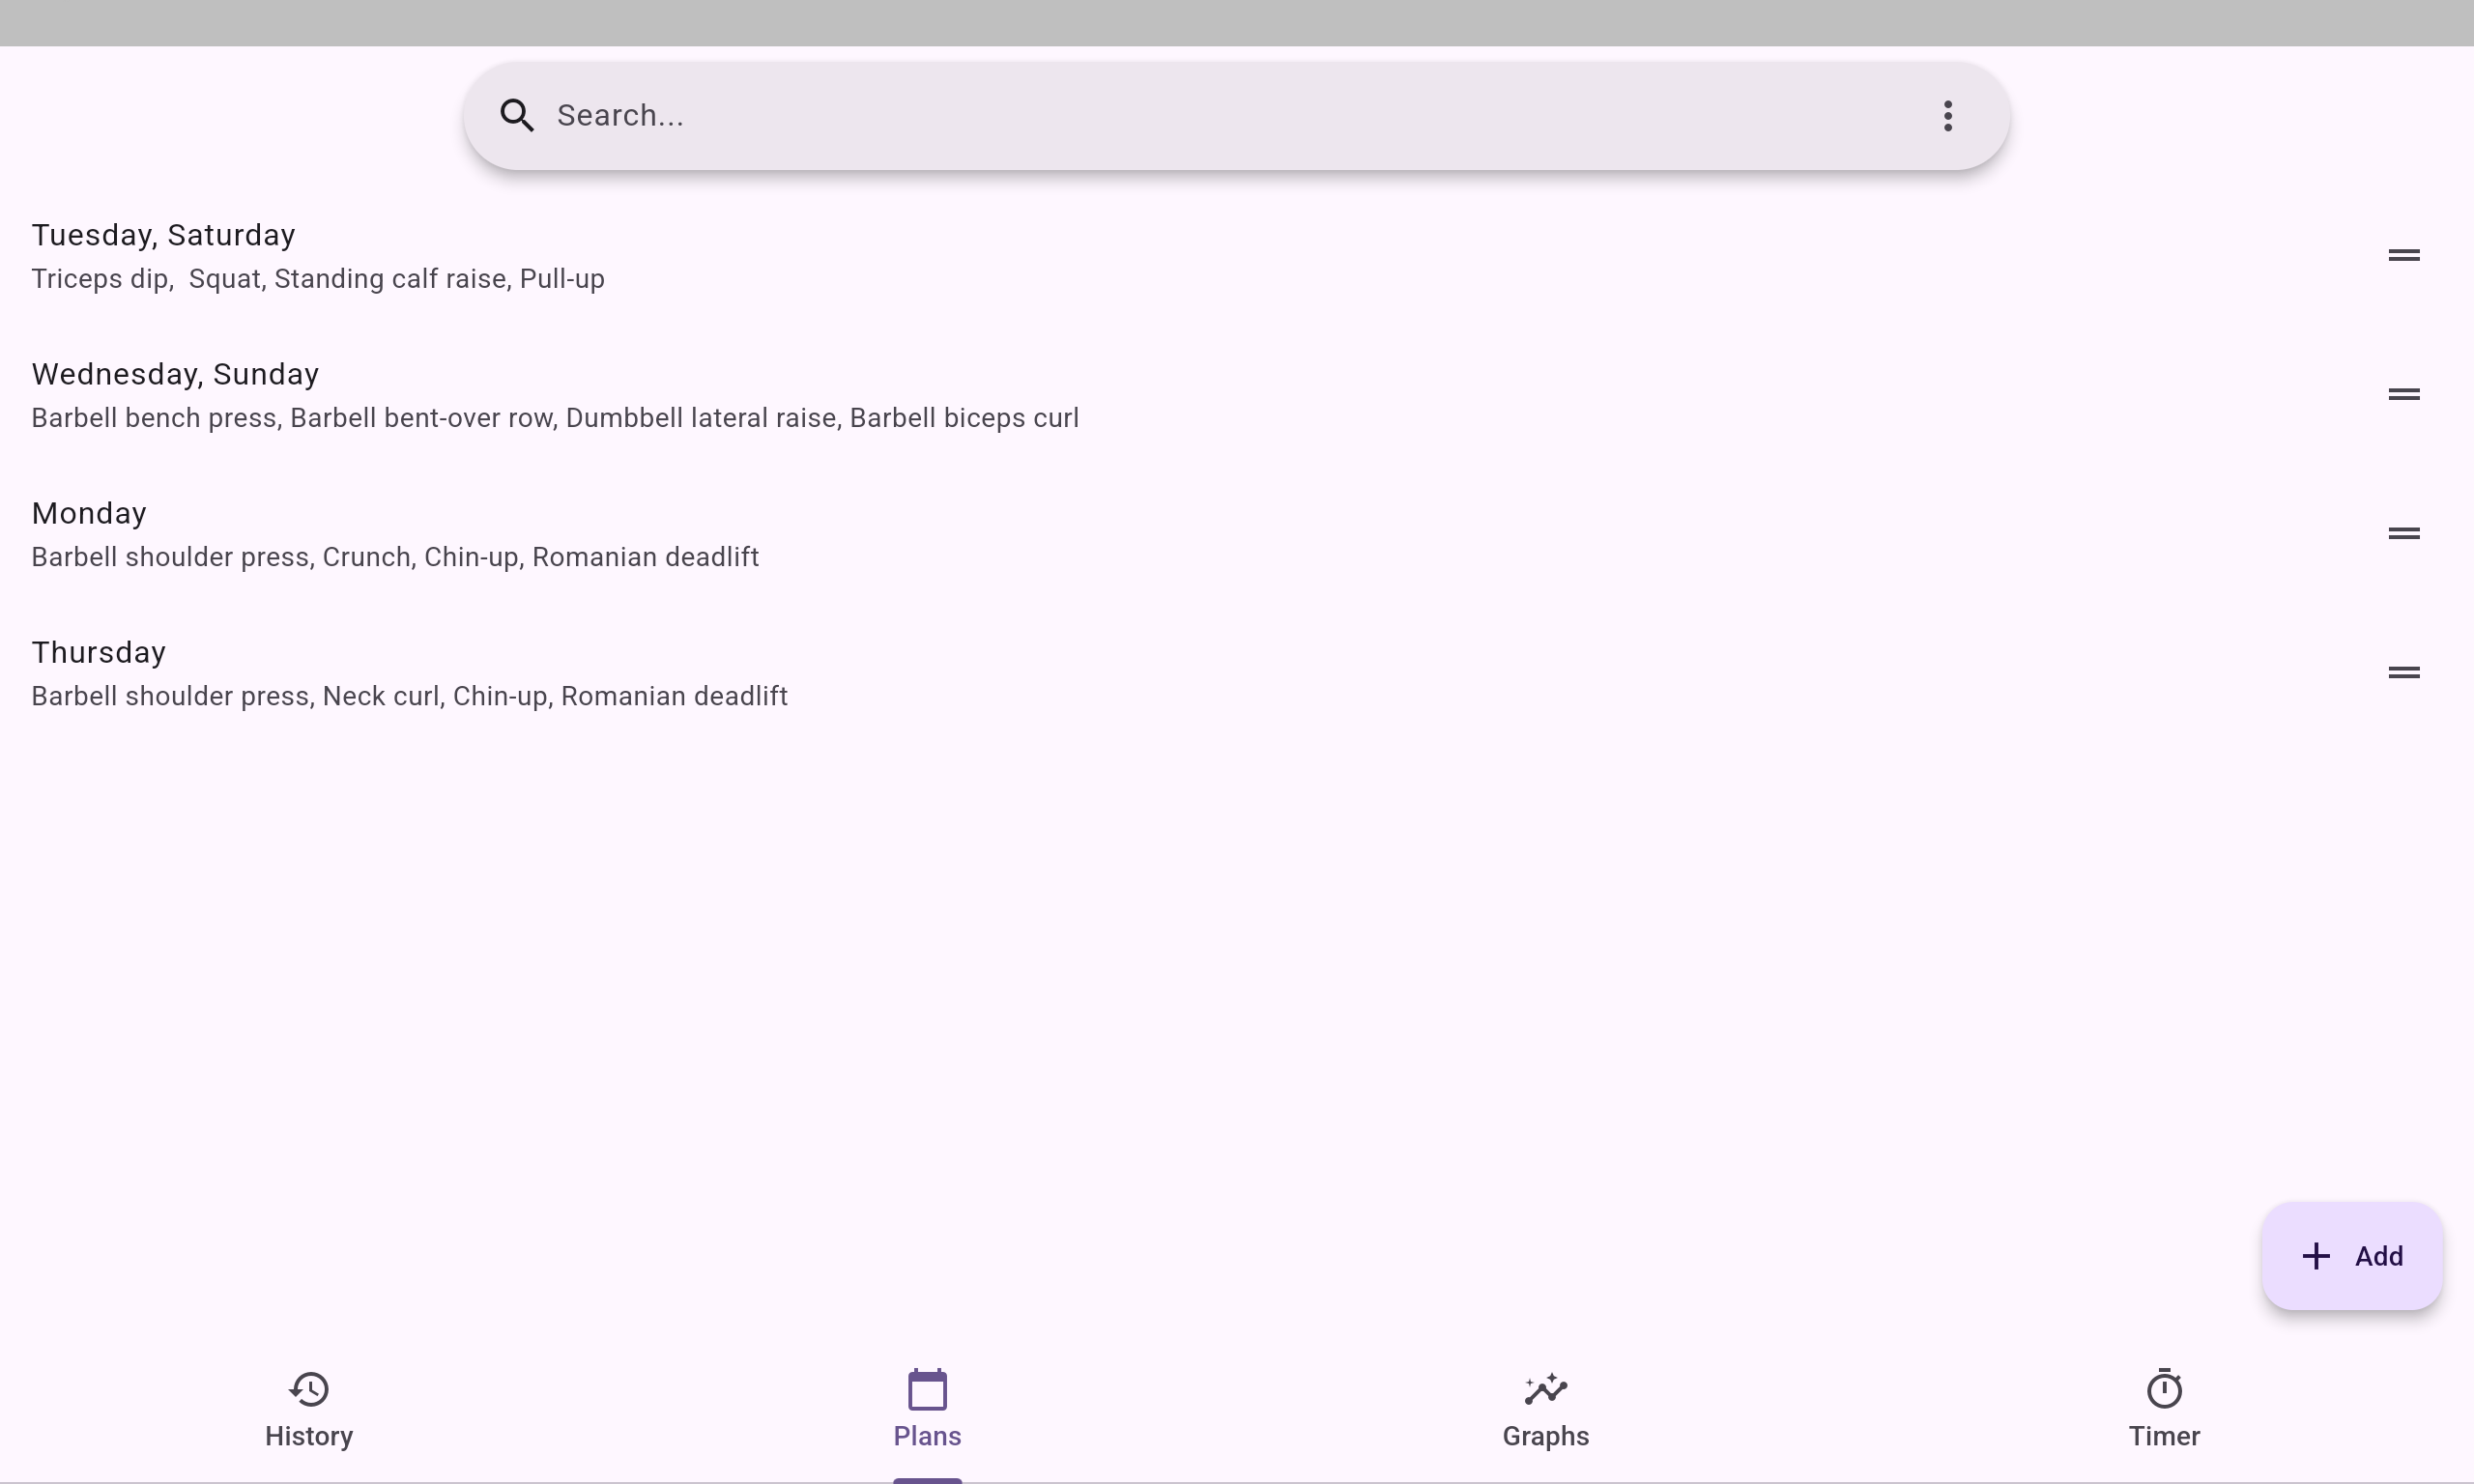 Search...
Tuesday, Saturday
Triceps dip,  Squat, Standing calf raise, Pull-up
Wednesday, Sunday
Barbell bench press, Barbell bent-over row, Dumbbell lateral raise, Barbell biceps curl
Monday
Barbell shoulder press, Crunch, Chin-up, Romanian deadlift
Thursday
Barbell shoulder press, Neck curl, Chin-up, Romanian deadlift
Add
History
Plans
Graphs
Timer